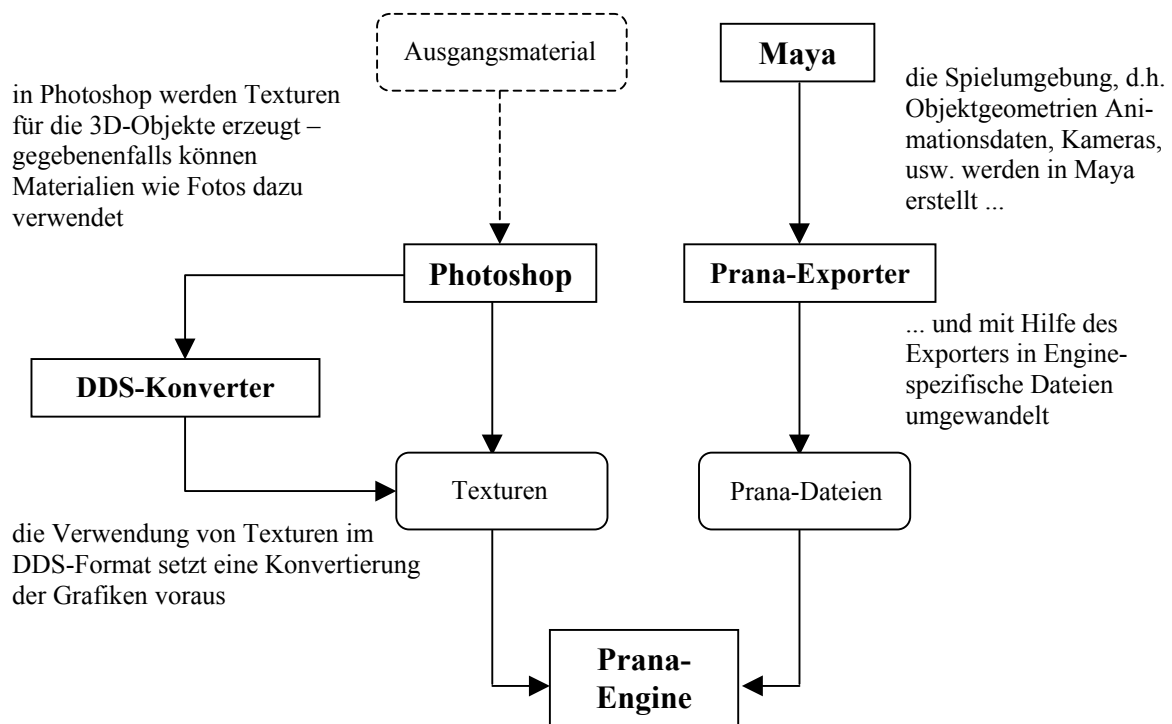 Ausgangsmaterial
Maya
in Photoshop werden Texturen
für die 3D-Objekte erzeugt –
gegebenenfalls können
Materialien wie Fotos dazu
verwendet
die Spielumgebung, d.h.
Objektgeometrien Ani-
mationsdaten, Kameras,
usw. werden in Maya
erstellt ...
Photoshop
Prana-Exporter
... und mit Hilfe des
Exporters in Engine-
spezifische Dateien
umgewandelt
DDS-Konverter
Texturen
Prana-Dateien
die Verwendung von Texturen im
DDS-Format setzt eine Konvertierung
der Grafiken voraus
Prana-
Engine